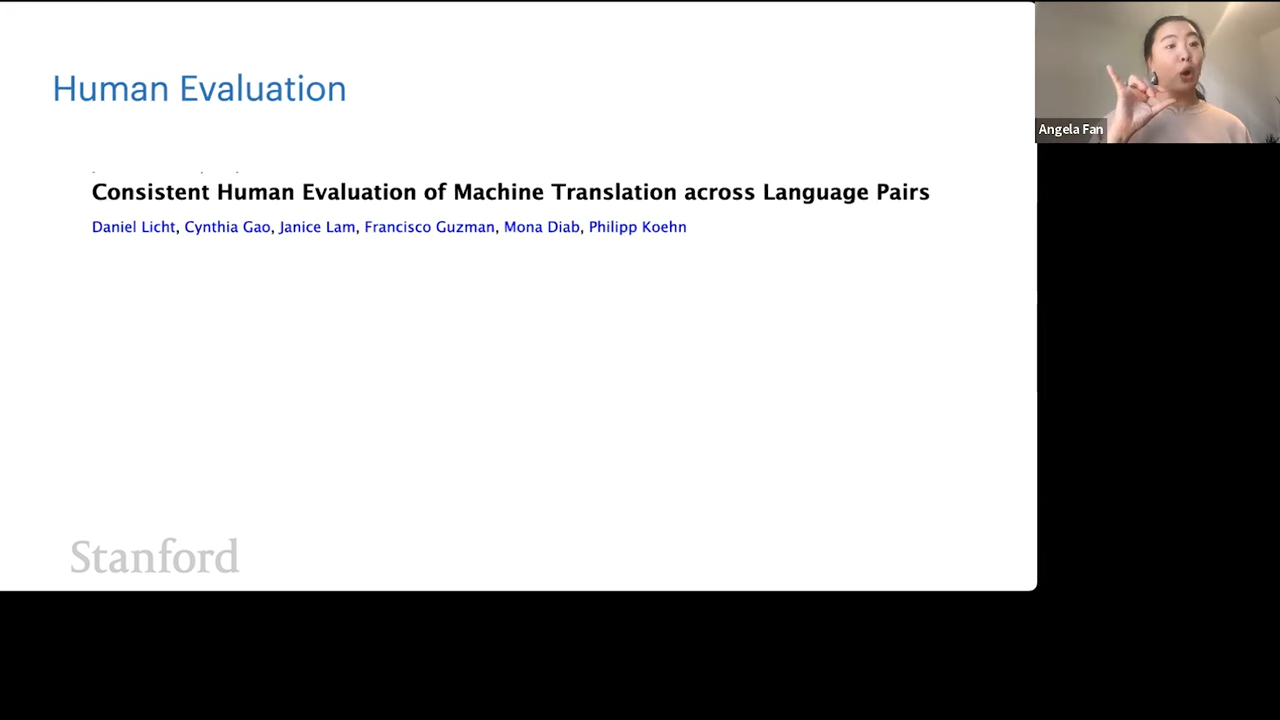 Human Evaluation
Consistent Human Evaluation of Machine Translation across Language Pairs
Daniel Licht, Cynthia Gao, Janice Lam, Francisco Guzman, Mona Diab, Philipp Koehn
Stanford
Angela Fan